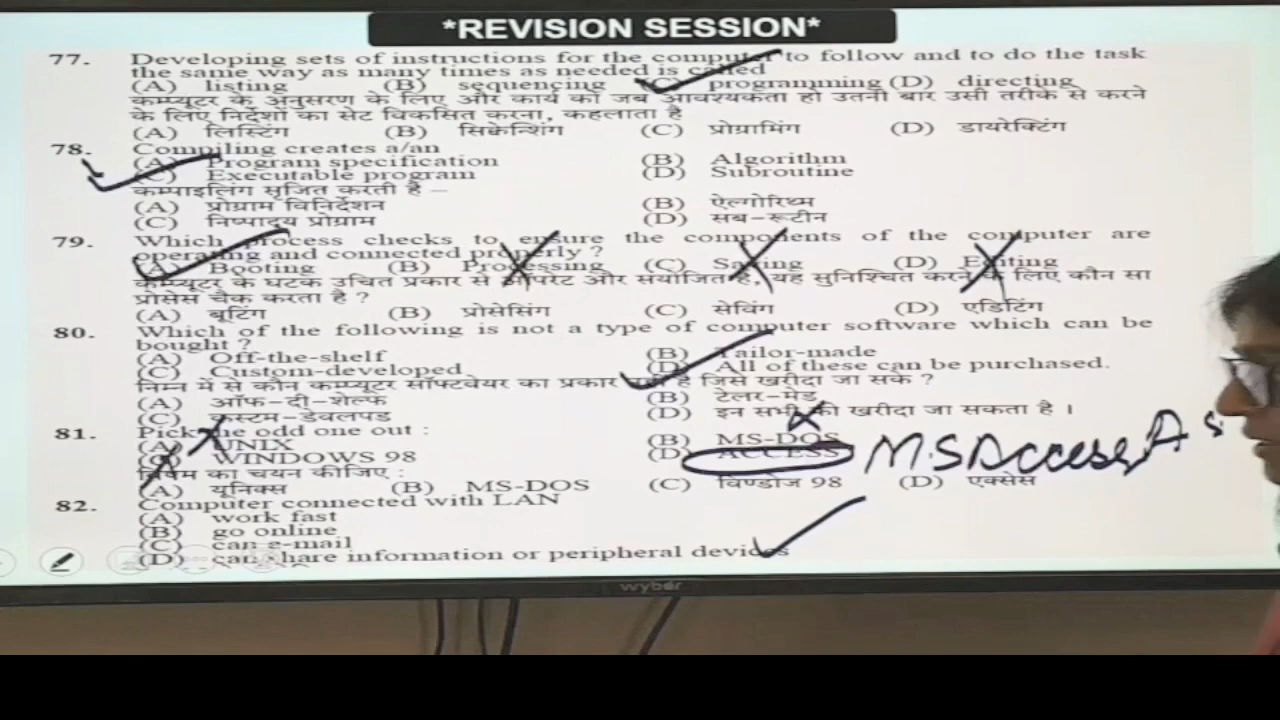 *REVISION SESSION*
77. Developing sets of instructions for the computer to follow and to do the task
the same way as many times as needed is called
(A) listing (B) sequencing (C) programming (D) directing
कम्प्यूटर के अनुसरण के लिए और कार्य को जब आवश्यकता हो उतनी बार उसी तरीके से करने
के लिए निर्देशों का सेट विकसित करना, कहलाता है
(A) लिस्टिंग (B) सिक्वेन्शिंग (C) प्रोग्रामिंग (D) डायरेक्टिंग
78. Compiling creates a/an
(A) Program specification (B) Algorithm
(C) Executable program (D) Subroutine
कम्पाइलिंग सृजित करती है –
(A) प्रोग्राम विनिर्देशन (B) ऐल्गोरिथ्म
(C) निष्पाद्य प्रोग्राम (D) सब-रूटीन
79. Which process checks to ensure the components of the computer are
operating and connected properly ?
(A) Booting (B) Processing (C) Saving (D) Editing
कम्प्यूटर के घटक उचित प्रकार से ऑपरेट और संयोजित है, यह सुनिश्चित करने के लिए कौन सा
प्रोसेस चैक करता है ?
(A) बूटिंग (B) प्रोसेसिंग (C) सेविंग (D) एडिटिंग
80. Which of the following is not a type of computer software which can be
bought ?
(A) Off-the-shelf (B) Tailor-made
(C) Custom-developed (D) All of these can be purchased.
निम्न में से कौन कम्प्यूटर सॉफ्टवेयर का प्रकार नहीं है जिसे खरीदा जा सके ?
(A) ऑफ-दी-शेल्फ (B) टेलर-मेड
(C) कस्टम-डेवलपड (D) इन सभी को खरीदा जा सकता है ।
81. Pick the odd one out :
(A) UNIX (B) MS-DOS
(C) WINDOWS 98 (D) ACCESS M.S Access
विषम का चयन कीजिए :
(A) यूनिक्स (B) MS-DOS (C) विण्डोज 98 (D) एक्सेस
82. Computer connected with LAN
(A) work fast
(B) go online
(C) can e-mail
(D) can share information or peripheral devices
wybor